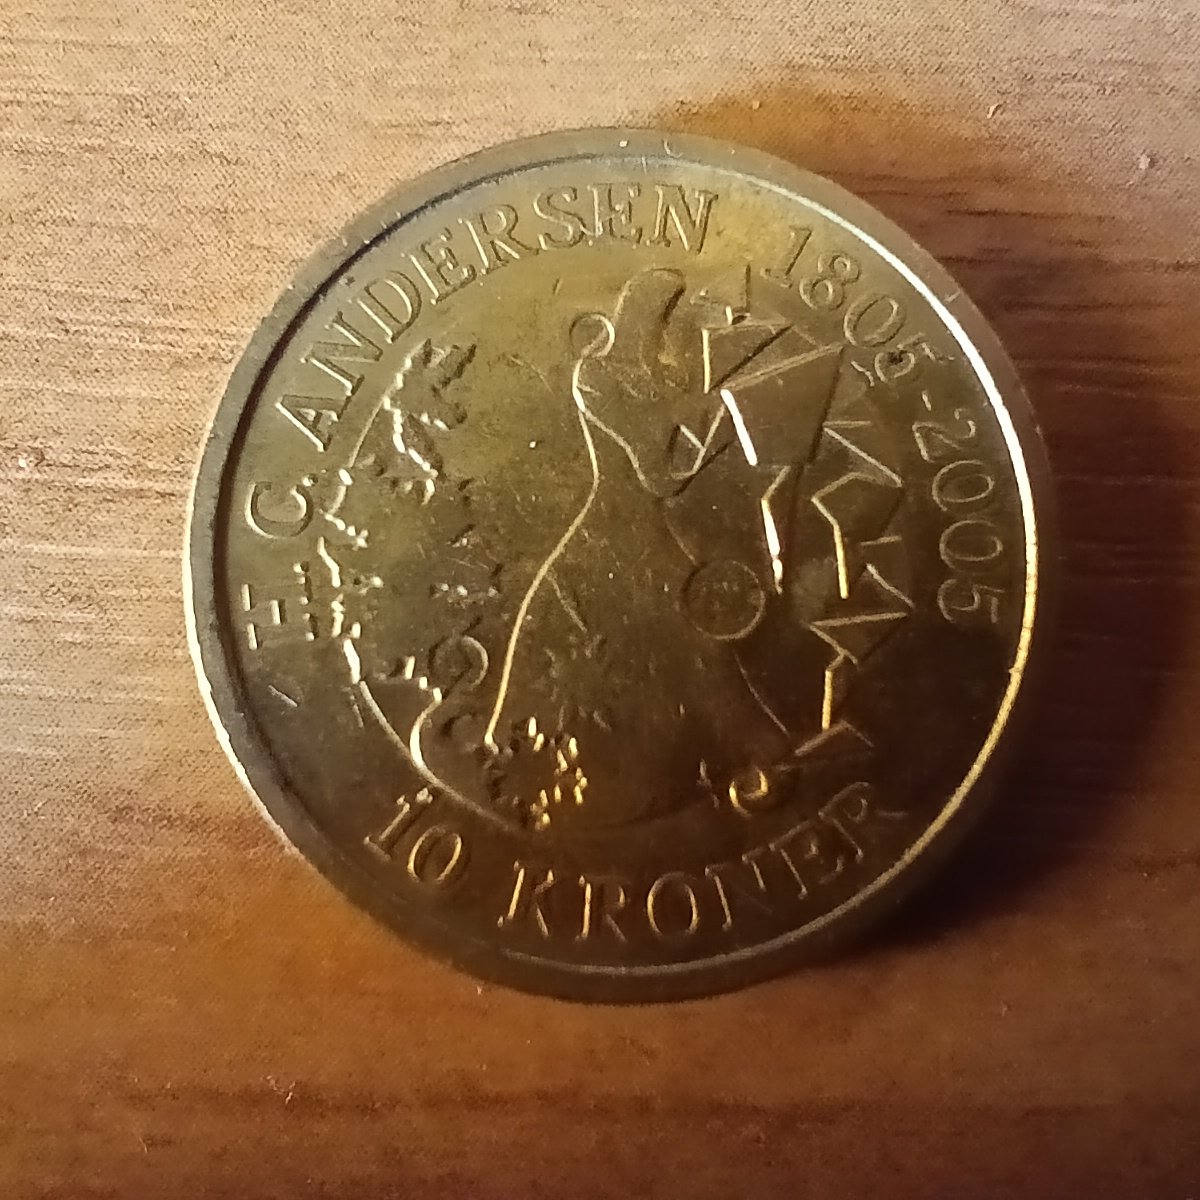 H.C. ANDERSEN 1805-2005
10 KRONER